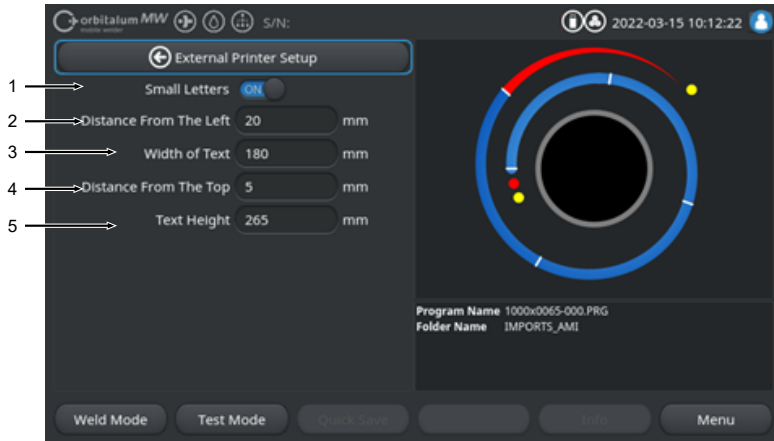 orbitalum MW S/N: 2022-03-15 10:12:22
mobile welder
External Printer Setup
1 Small Letters ON
2 Distance From The Left 20 mm
3 Width of Text 180 mm
4 Distance From The Top 5 mm
5 Text Height 265 mm
Program Name 1000x0065-000.PRG
Folder Name IMPORTS_AMI
Weld Mode Test Mode Quick Save Info Menu